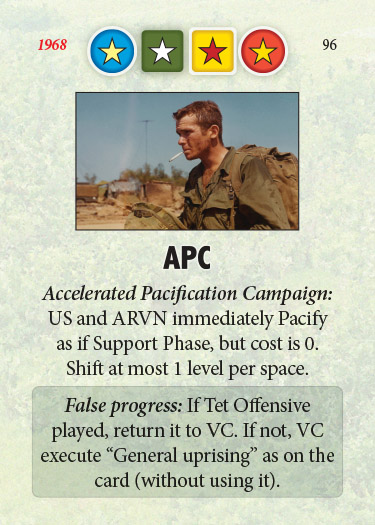 1968
96
APC
Accelerated Pacification Campaign:
US and ARVN immediately Pacify
as if Support Phase, but cost is 0.
Shift at most 1 level per space.
False progress: If Tet Offensive
played, return it to VC. If not, VC
execute “General uprising” as on the
card (without using it).